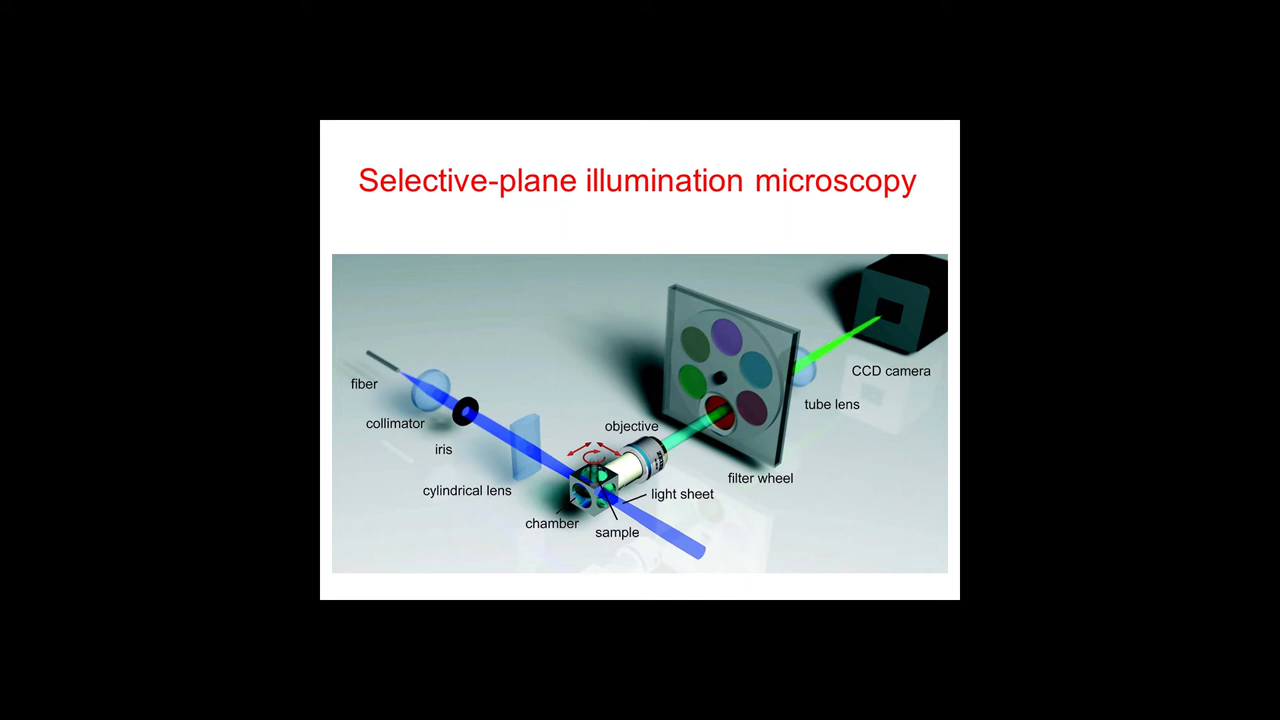 Selective-plane illumination microscopy
fiber
collimator
iris
cylindrical lens
chamber
sample
light sheet
objective
filter wheel
tube lens
CCD camera